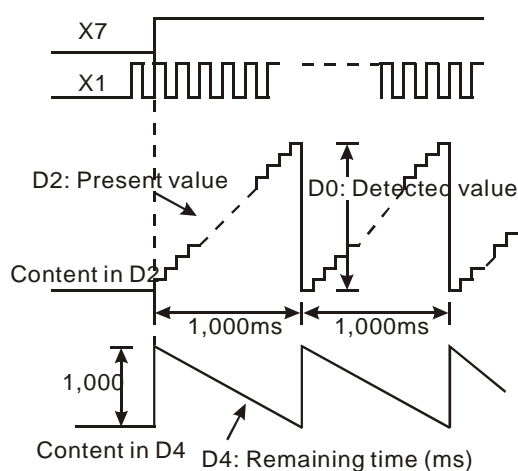 X7
X1
D2: Present value
D0: Detected value
Content in D2
1,000ms
1,000ms
1,000
Content in D4
D4: Remaining time (ms)